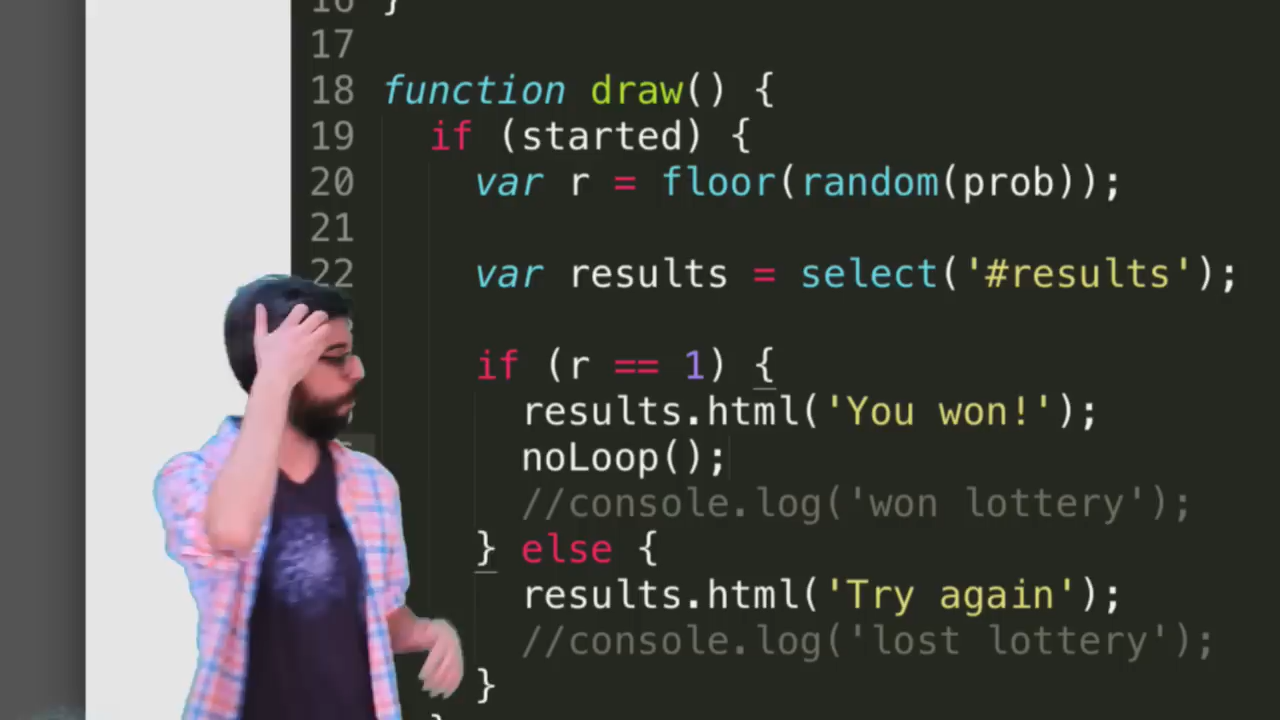 16 }
17
18 function draw() {
19 if (started) {
20 var r = floor(random(prob));
21
22 var results = select('#results');
if (r == 1) {
results.html('You won!');
noLoop();
//console.log('won lottery');
} else {
results.html('Try again');
//console.log('lost lottery');
}
}